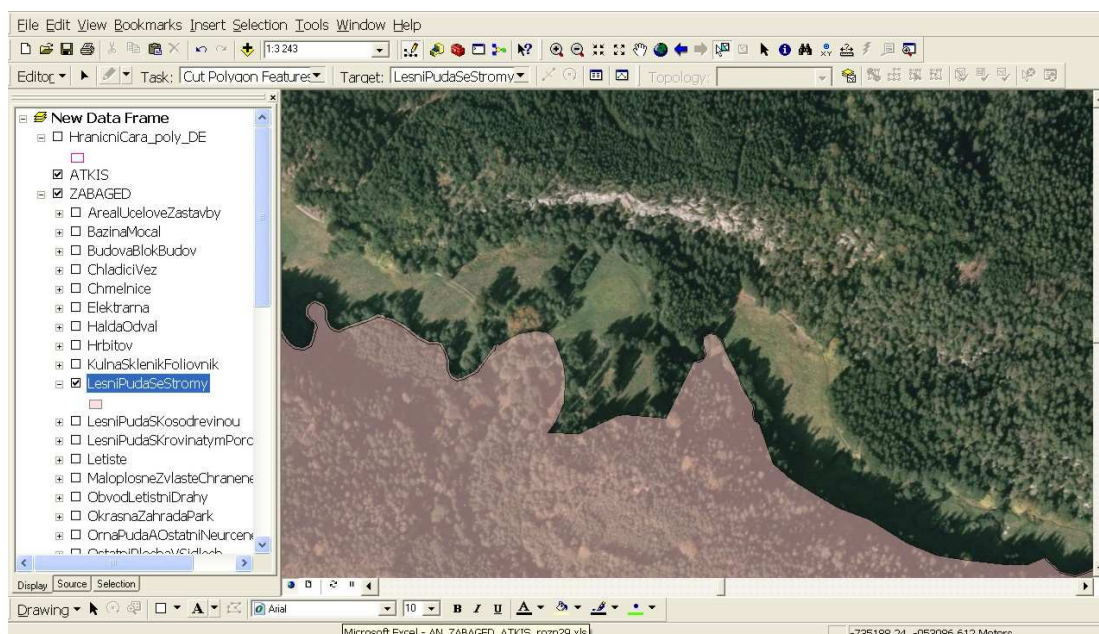 File Edit View Bookmarks Insert Selection Tools Window Help
1:3 243
Editor Task: Cut Polygon Features Target: LesniPudaSeStromy Topology:
New Data Frame
HranicniCara_poly_DE
ATKIS
ZABAGED
ArealUceloveZastavby
BazinaMocal
BudovaBlokBudov
ChladiciVez
Chmelnice
Elektrarna
HaldaOdval
Hrbitov
KulnaSklenikFoliovnik
LesniPudaSeStromy
LesniPudaSKosodrevinou
LesniPudaSKrovinatymPorc
Letiste
MaloplosneZvlasteChranene
ObvodLetistniDrahy
OkrasnaZahradaPark
OrnaPudaAOstatniNeurcene
OstatniPlochaVSidlech
Display Source Selection
Drawing A Arial 10 B I U A
Microsoft Excel - AN_ZABAGED_ATKIS_rozp29.xls
-735188,24 -953086,612 Meters